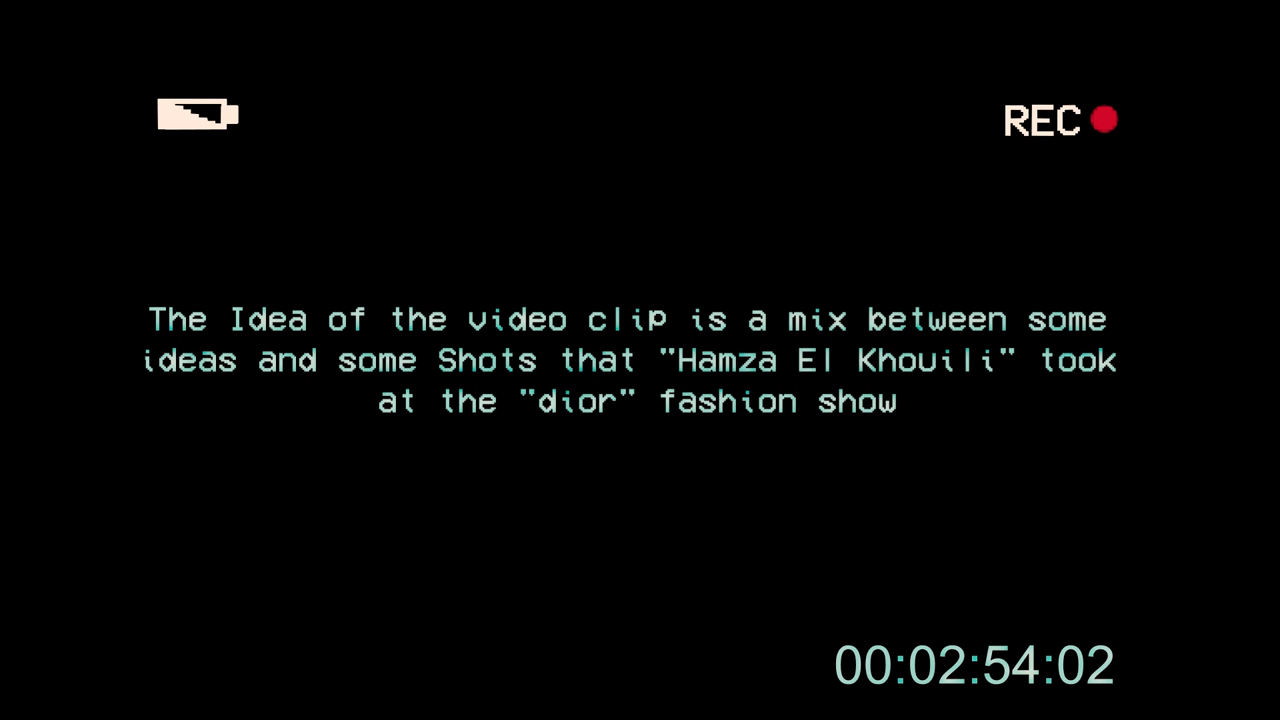 REC
The Idea of the video clip is a mix between some
ideas and some Shots that "Hamza El Khouili" took
at the "dior" fashion show
00:02:54:02